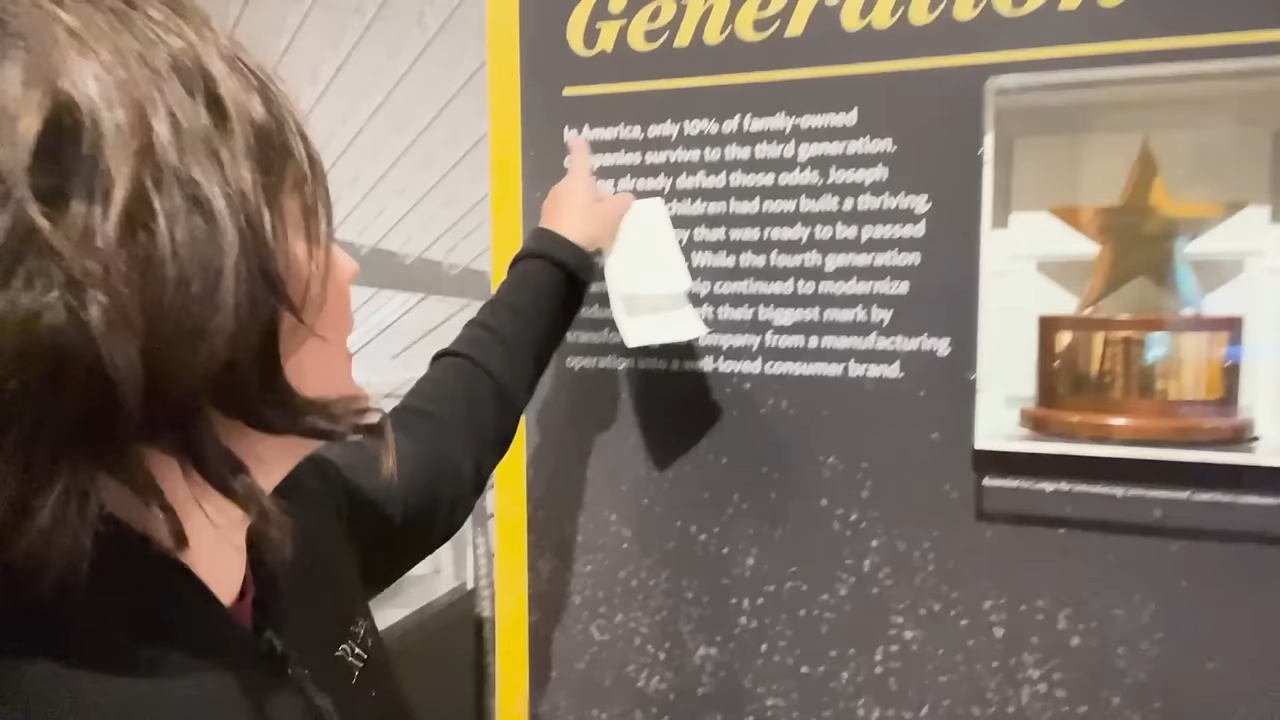 Generation
In America, only 10% of family-owned
companies survive to the third generation.
already defied those odds, Joseph
children had now built a thriving,
that was ready to be passed
While the fourth generation
continued to modernize
their biggest mark by
company from a manufacturing
operation into a well-loved consumer brand.